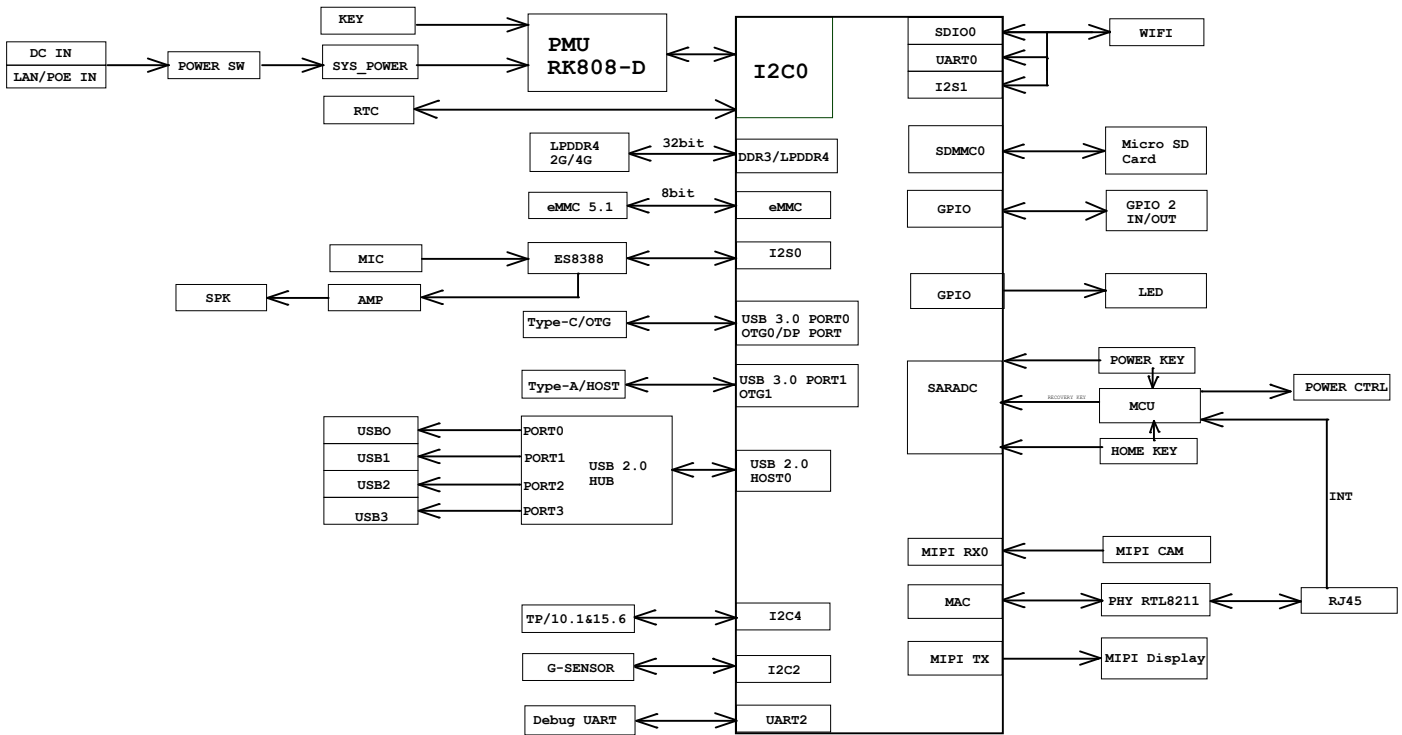 KEY
DC IN
LAN/POE IN
POWER SW
SYS_POWER
PMU
RK808-D
RTC
I2C0
LPDDR4
2G/4G
32bit
DDR3/LPDDR4
eMMC 5.1
8bit
eMMC
MIC
ES8388
I2S0
SPK
AMP
Type-C/OTG
USB 3.0 PORT0
OTG0/DP PORT
Type-A/HOST
USB 3.0 PORT1
OTG1
USBO
USB1
USB2
USB3
PORT0
PORT1
PORT2
PORT3
USB 2.0
HUB
USB 2.0
HOST0
TP/10.1&15.6
I2C4
G-SENSOR
I2C2
Debug UART
UART2
SDIO0
UART0
I2S1
WIFI
SDMMC0
Micro SD
Card
GPIO
GPIO 2
IN/OUT
GPIO
LED
SARADC
POWER KEY
RECOVERY KEY
MCU
POWER CTRL
HOME KEY
INT
MIPI RX0
MIPI CAM
MAC
PHY RTL8211
RJ45
MIPI TX
MIPI Display